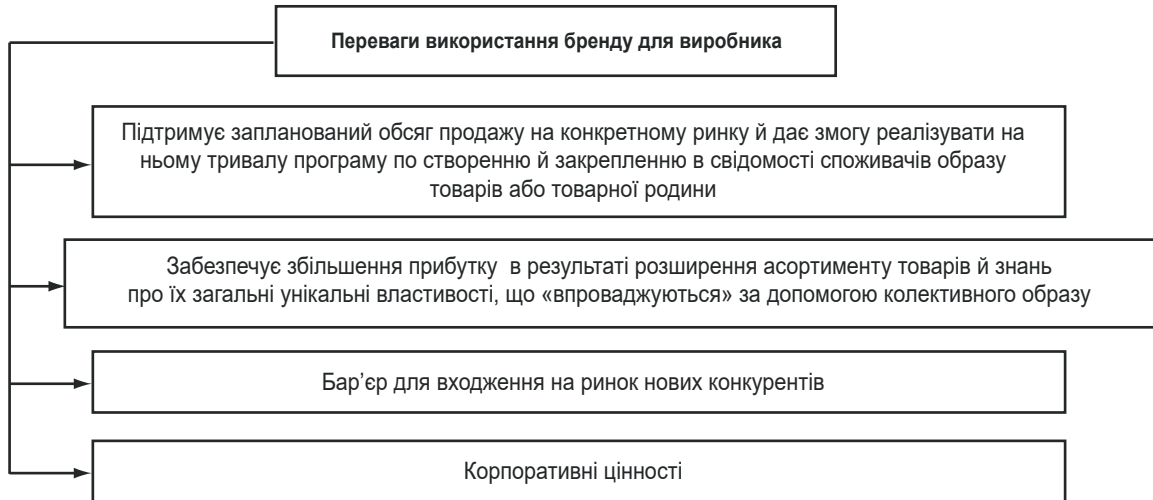 Переваги використання бренду для виробника
Підтримує запланований обсяг продажу на конкретному ринку й дає змогу реалізувати на
ньому тривалу програму по створенню й закрепленню в свідомості споживачів образу
товарів або товарної родини
Забезпечує збільшення прибутку в результаті розширення асортименту товарів й знань
про їх загальні унікальні властивості, що «впроваджуються» за допомогою колективного образу
Бар’єр для входження на ринок нових конкурентів
Корпоративні цінності